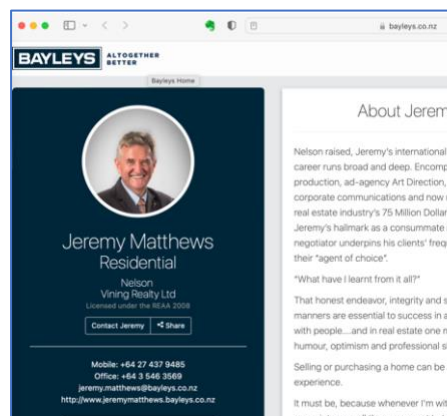 bayleys.co.nz
BAYLEYS ALTOGETHER
BETTER
Bayleys Home
Jeremy Matthews
Residential
Nelson
Vining Realty Ltd
Licensed under the REAA 2008
Contact Jeremy Share
Mobile: +64 27 437 9485
Office: +64 3 546 3569
jeremy.matthews@bayleys.co.nz
http://www.jeremymatthews.bayleys.co.nz
About Jerem
Nelson raised, Jeremy's international
career runs broad and deep. Encomp
production, ad-agency Art Direction,
corporate communications and now
real estate industry's 75 Million Dollar
Jeremy's hallmark as a consummate
negotiator underpins his clients' freq
their "agent of choice".
"What have I learnt from it all?"
That honest endeavor, integrity and s
manners are essential to success in a
with people....and in real estate one n
humour, optimism and professional s
Selling or purchasing a home can be
experience.
It must be, because whenever I'm wit